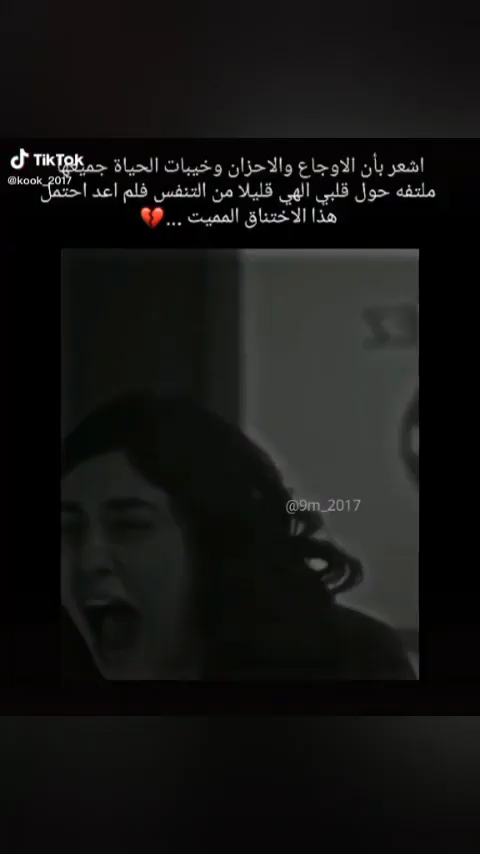 TikTok
@kook_2017
اشعر بأن الاوجاع والاحزان وخيبات الحياة جميعها
ملتفه حول قلبي الهي قليلا من التنفس فلم اعد احتمل
هذا الاختناق المميت ... 💔
@9m_2017